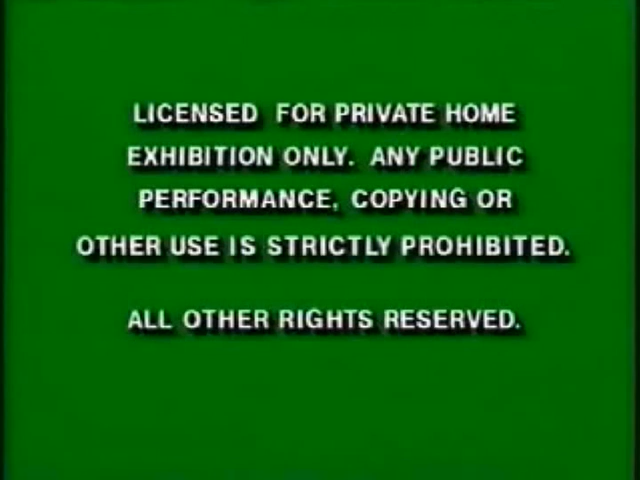 LICENSED FOR PRIVATE HOME
EXHIBITION ONLY. ANY PUBLIC
PERFORMANCE, COPYING OR
OTHER USE IS STRICTLY PROHIBITED.
ALL OTHER RIGHTS RESERVED.